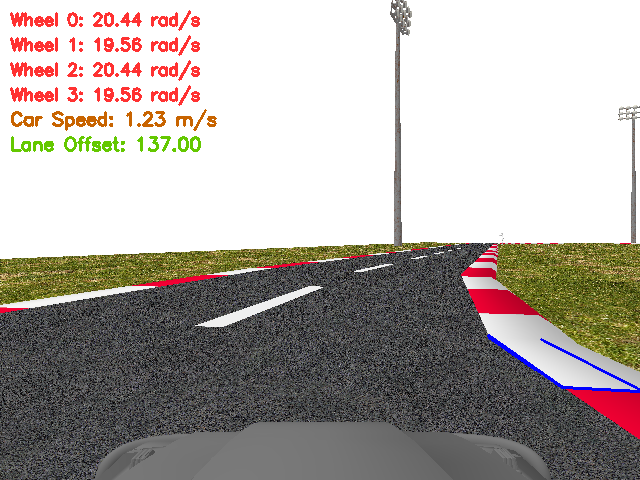 Wheel 0: 20.44 rad/s
Wheel 1: 19.56 rad/s
Wheel 2: 20.44 rad/s
Wheel 3: 19.56 rad/s
Car Speed: 1.23 m/s
Lane Offset: 137.00